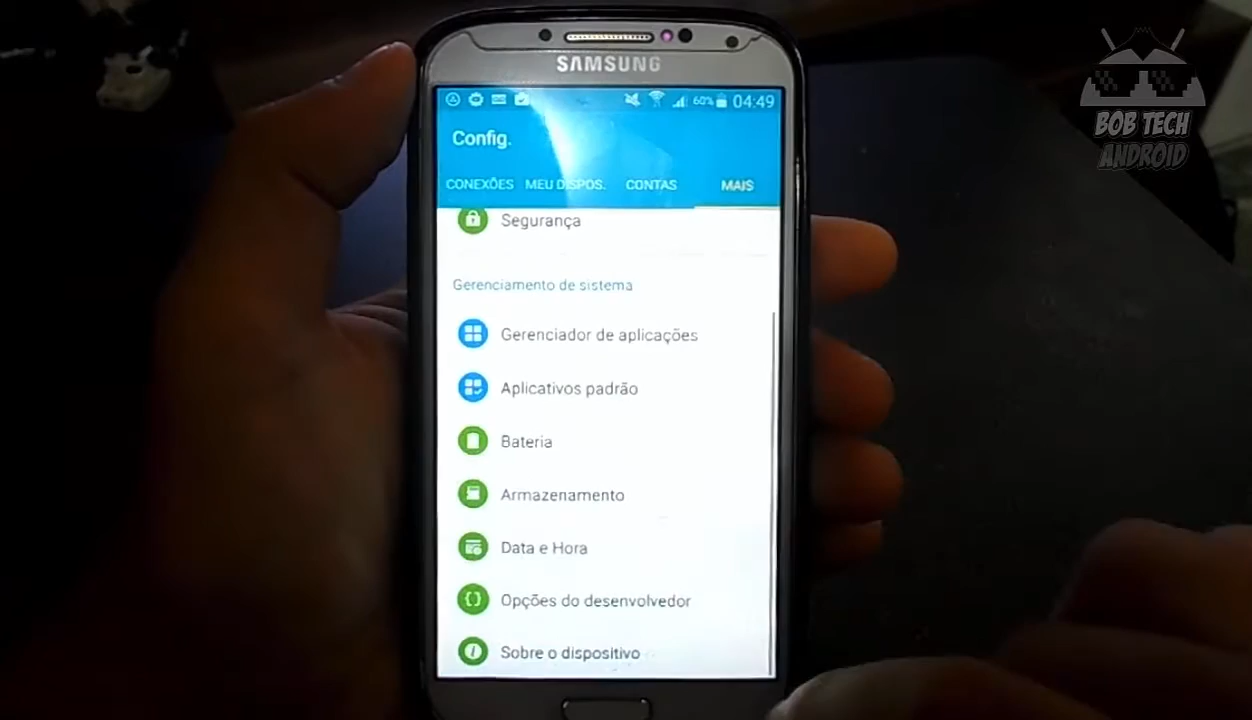 SAMSUNG
60% 04:49
Config.
CONEXÕES MEU DISPOS. CONTAS MAIS
Segurança
Gerenciamento de sistema
Gerenciador de aplicações
Aplicativos padrão
Bateria
Armazenamento
Data e Hora
Opções do desenvolvedor
Sobre o dispositivo
BOB TECH
ANDROID